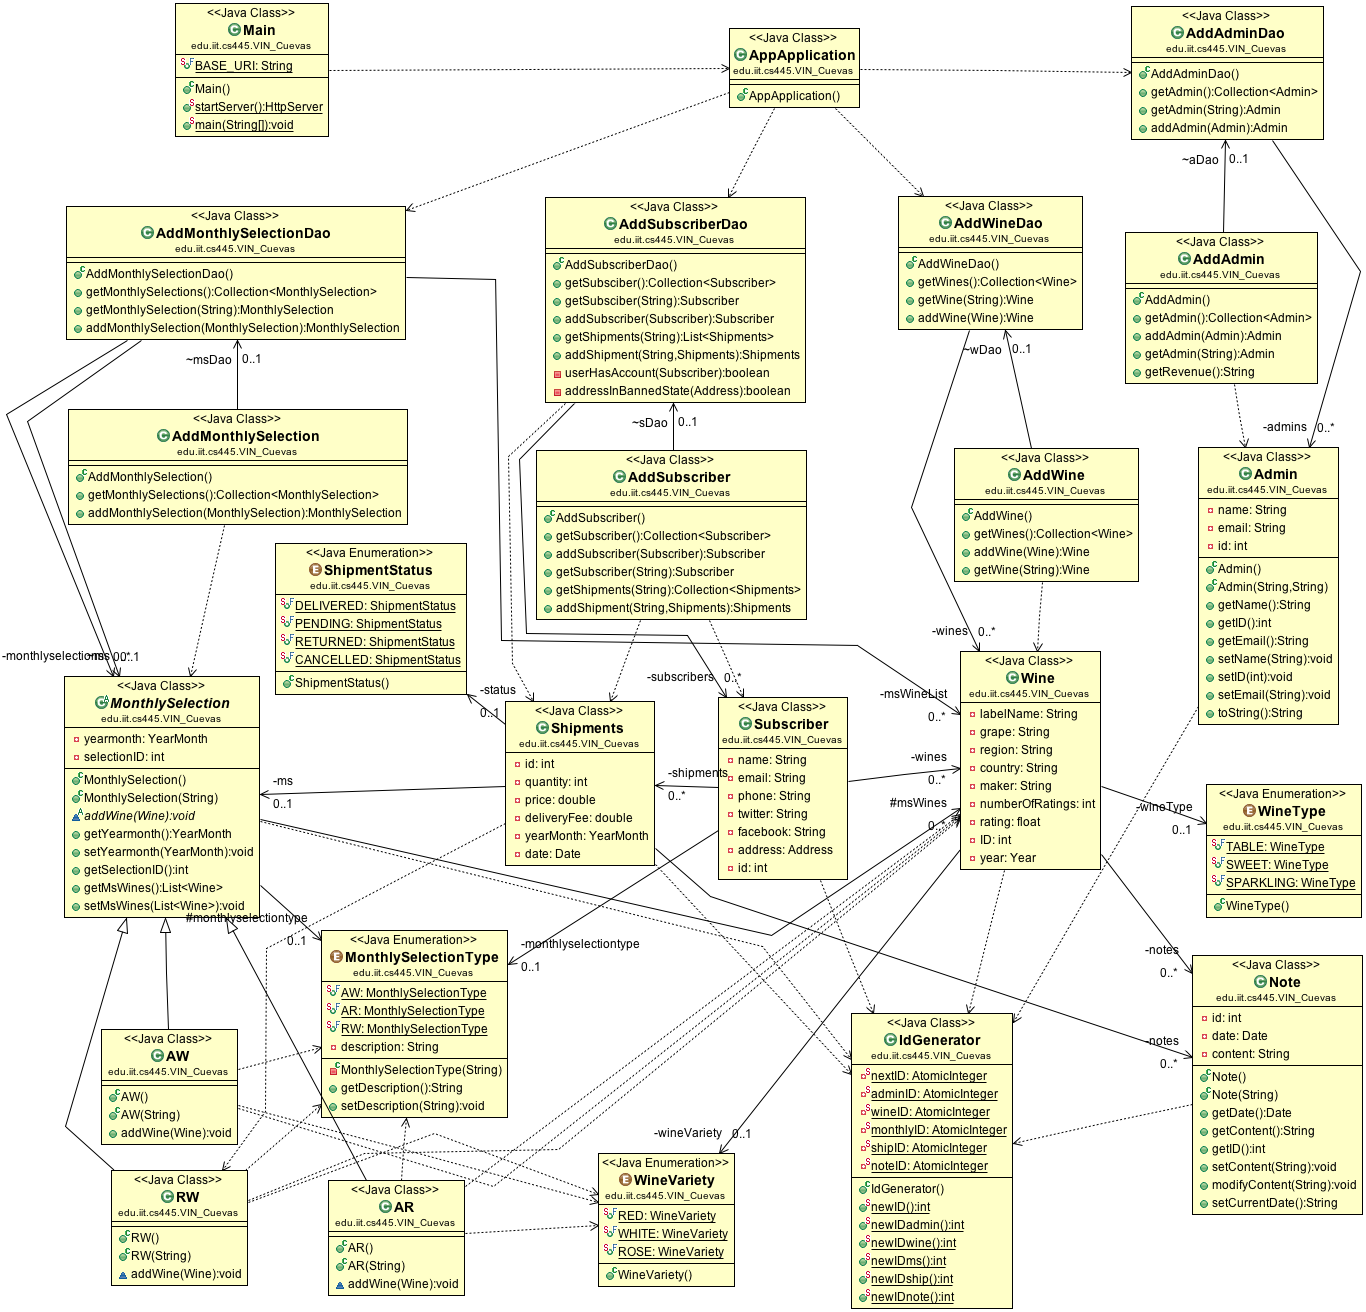 <<Java Class>>
Main
edu.iit.cs445.VIN_Cuevas
BASE_URI: String
Main()
startServer():HttpServer
main(String[]):void
<<Java Class>>
AppApplication
edu.iit.cs445.VIN_Cuevas
AppApplication()
<<Java Class>>
AddAdminDao
edu.iit.cs445.VIN_Cuevas
AddAdminDao()
getAdmin():Collection<Admin>
getAdmin(String):Admin
addAdmin(Admin):Admin
~aDao 0..1
<<Java Class>>
AddMonthlySelectionDao
edu.iit.cs445.VIN_Cuevas
AddMonthlySelectionDao()
getMonthlySelections():Collection<MonthlySelection>
getMonthlySelection(String):MonthlySelection
addMonthlySelection(MonthlySelection):MonthlySelection
~msDao 0..1
<<Java Class>>
AddSubscriberDao
edu.iit.cs445.VIN_Cuevas
AddSubscriberDao()
getSubsciber():Collection<Subscriber>
getSubsciber(String):Subscriber
addSubscriber(Subscriber):Subscriber
getShipments(String):List<Shipments>
addShipment(String,Shipments):Shipments
userHasAccount(Subscriber):boolean
addressInBannedState(Address):boolean
~sDao 0..1
<<Java Class>>
AddWineDao
edu.iit.cs445.VIN_Cuevas
AddWineDao()
getWines():Collection<Wine>
getWine(String):Wine
addWine(Wine):Wine
~wDao 0..1
<<Java Class>>
AddAdmin
edu.iit.cs445.VIN_Cuevas
AddAdmin()
getAdmin():Collection<Admin>
addAdmin(Admin):Admin
getAdmin(String):Admin
getRevenue():String
-admins 0..*
<<Java Class>>
AddMonthlySelection
edu.iit.cs445.VIN_Cuevas
AddMonthlySelection()
getMonthlySelections():Collection<MonthlySelection>
addMonthlySelection(MonthlySelection):MonthlySelection
<<Java Class>>
AddSubscriber
edu.iit.cs445.VIN_Cuevas
AddSubscriber()
getSubscriber():Collection<Subscriber>
addSubscriber(Subscriber):Subscriber
getSubscriber(String):Subscriber
getShipments(String):Collection<Shipments>
addShipment(String,Shipments):Shipments
<<Java Class>>
AddWine
edu.iit.cs445.VIN_Cuevas
AddWine()
getWines():Collection<Wine>
addWine(Wine):Wine
getWine(String):Wine
-wines 0..*
<<Java Class>>
Admin
edu.iit.cs445.VIN_Cuevas
name: String
email: String
id: int
Admin()
Admin(String,String)
getName():String
getID():int
getEmail():String
setName(String):void
setID(int):void
setEmail(String):void
toString():String
<<Java Enumeration>>
ShipmentStatus
edu.iit.cs445.VIN_Cuevas
DELIVERED: ShipmentStatus
PENDING: ShipmentStatus
RETURNED: ShipmentStatus
CANCELLED: ShipmentStatus
ShipmentStatus()
-status
0..1
-subscribers 0..*
-msWineList
0..*
<<Java Class>>
MonthlySelection
edu.iit.cs445.VIN_Cuevas
yearmonth: YearMonth
selectionID: int
MonthlySelection()
MonthlySelection(String)
addWine(Wine):void
getYearmonth():YearMonth
setYearmonth(YearMonth):void
getSelectionID():int
getMsWines():List<Wine>
setMsWines(List<Wine>):void
-ms
0..1
<<Java Class>>
Shipments
edu.iit.cs445.VIN_Cuevas
id: int
quantity: int
price: double
deliveryFee: double
yearMonth: YearMonth
date: Date
-shipments
0..*
<<Java Class>>
Subscriber
edu.iit.cs445.VIN_Cuevas
name: String
email: String
phone: String
twitter: String
facebook: String
address: Address
id: int
-wines
0..*
#msWines
0..*
<<Java Class>>
Wine
edu.iit.cs445.VIN_Cuevas
labelName: String
grape: String
region: String
country: String
maker: String
numberOfRatings: int
rating: float
ID: int
year: Year
-wineType
0..1
<<Java Enumeration>>
WineType
edu.iit.cs445.VIN_Cuevas
TABLE: WineType
SWEET: WineType
SPARKLING: WineType
WineType()
#monthlyselectiontype
0..1
<<Java Enumeration>>
MonthlySelectionType
edu.iit.cs445.VIN_Cuevas
AW: MonthlySelectionType
AR: MonthlySelectionType
RW: MonthlySelectionType
description: String
MonthlySelectionType(String)
getDescription():String
setDescription(String):void
-monthlyselectiontype
0..1
-notes
0..*
<<Java Class>>
Note
edu.iit.cs445.VIN_Cuevas
id: int
date: Date
content: String
Note()
Note(String)
getDate():Date
getContent():String
getID():int
setContent(String):void
modifyContent(String):void
setCurrentDate():String
-notes
0..*
<<Java Class>>
AW
edu.iit.cs445.VIN_Cuevas
AW()
AW(String)
addWine(Wine):void
<<Java Class>>
IdGenerator
edu.iit.cs445.VIN_Cuevas
nextID: AtomicInteger
adminID: AtomicInteger
wineID: AtomicInteger
monthlyID: AtomicInteger
shipID: AtomicInteger
noteID: AtomicInteger
IdGenerator()
newID():int
newIDadmin():int
newIDwine():int
newIDms():int
newIDship():int
newIDnote():int
-wineVariety 0..1
<<Java Class>>
RW
edu.iit.cs445.VIN_Cuevas
RW()
RW(String)
addWine(Wine):void
<<Java Class>>
AR
edu.iit.cs445.VIN_Cuevas
AR()
AR(String)
addWine(Wine):void
<<Java Enumeration>>
WineVariety
edu.iit.cs445.VIN_Cuevas
RED: WineVariety
WHITE: WineVariety
ROSE: WineVariety
WineVariety()